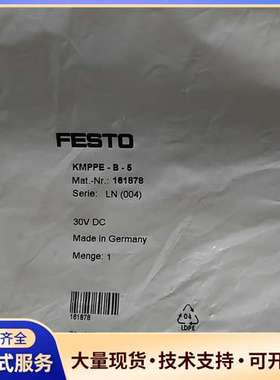 FESTO
KMPPE - B - 5
Mat.-Nr.: 161878
Serie: LN (004)
30V DC
Made in Germany
Menge: 1
161878
04
LDPE
齐全
式服务
大量现货·技术支持·可开